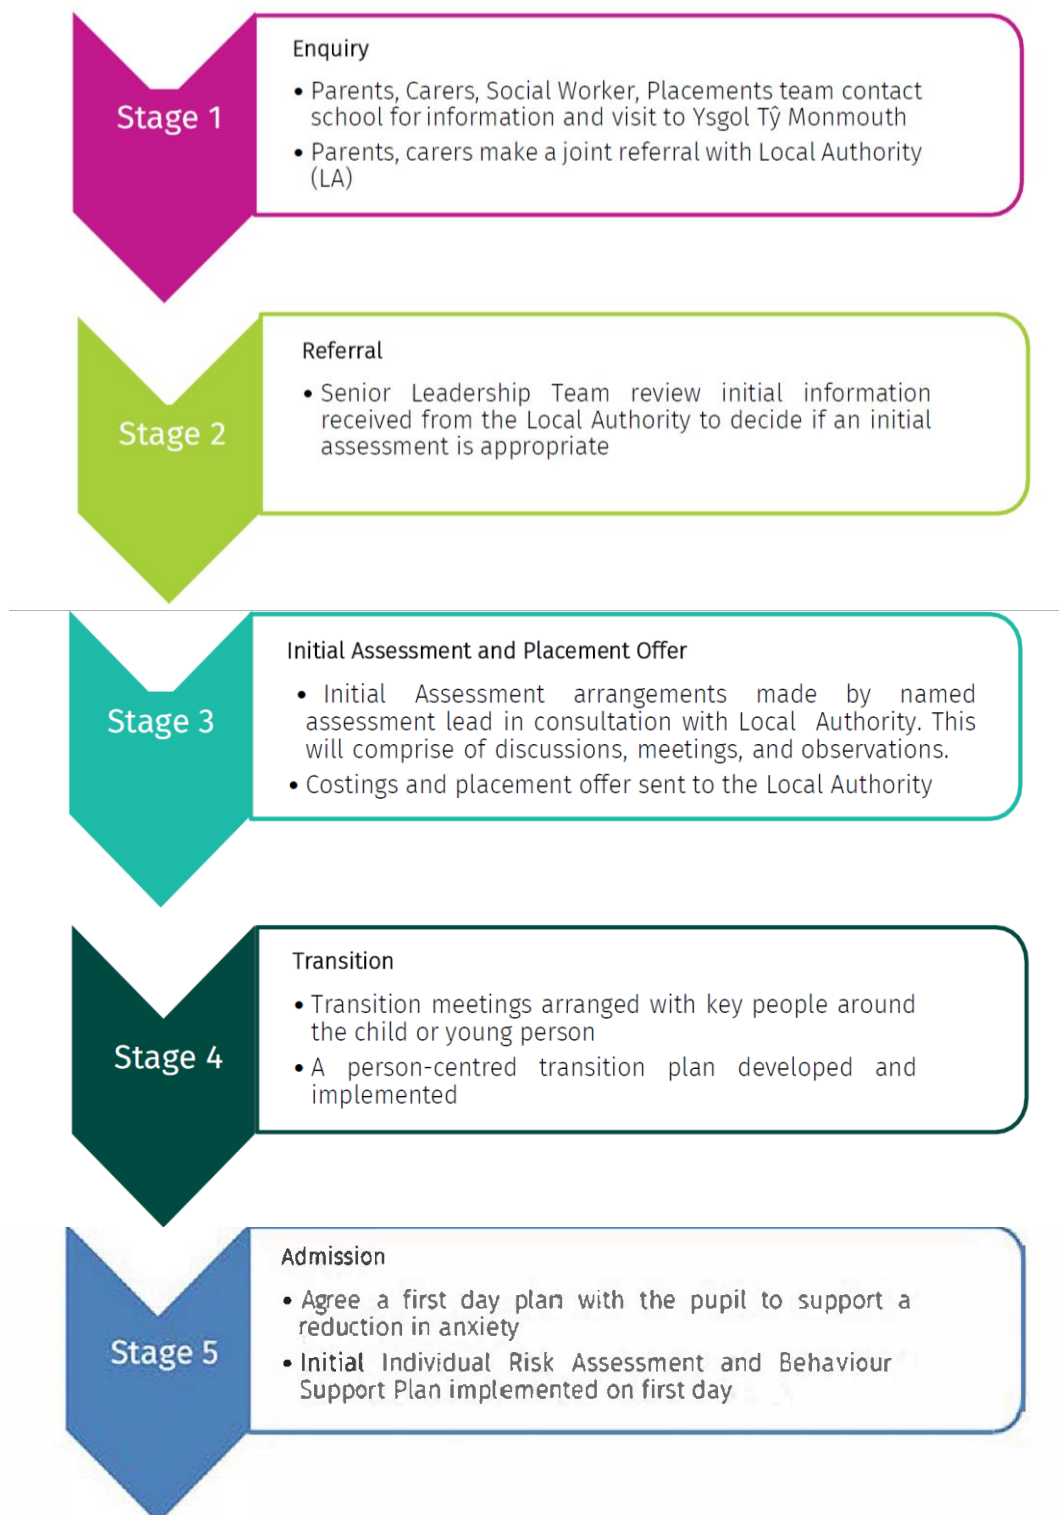 Stage 1
Enquiry
• Parents, Carers, Social Worker, Placements team contact
school for information and visit to Ysgol Tŷ Monmouth
• Parents, carers make a joint referral with Local Authority
(LA)
Stage 2
Referral
• Senior Leadership Team review initial information
received from the Local Authority to decide if an initial
assessment is appropriate
Stage 3
Initial Assessment and Placement Offer
• Initial Assessment arrangements made by named
assessment lead in consultation with Local Authority. This
will comprise of discussions, meetings, and observations.
• Costings and placement offer sent to the Local Authority
Stage 4
Transition
• Transition meetings arranged with key people around
the child or young person
• A person-centred transition plan developed and
implemented
Stage 5
Admission
• Agree a first day plan with the pupil to support a
reduction in anxiety
• Initial Individual Risk Assessment and Behaviour
Support Plan implemented on first day